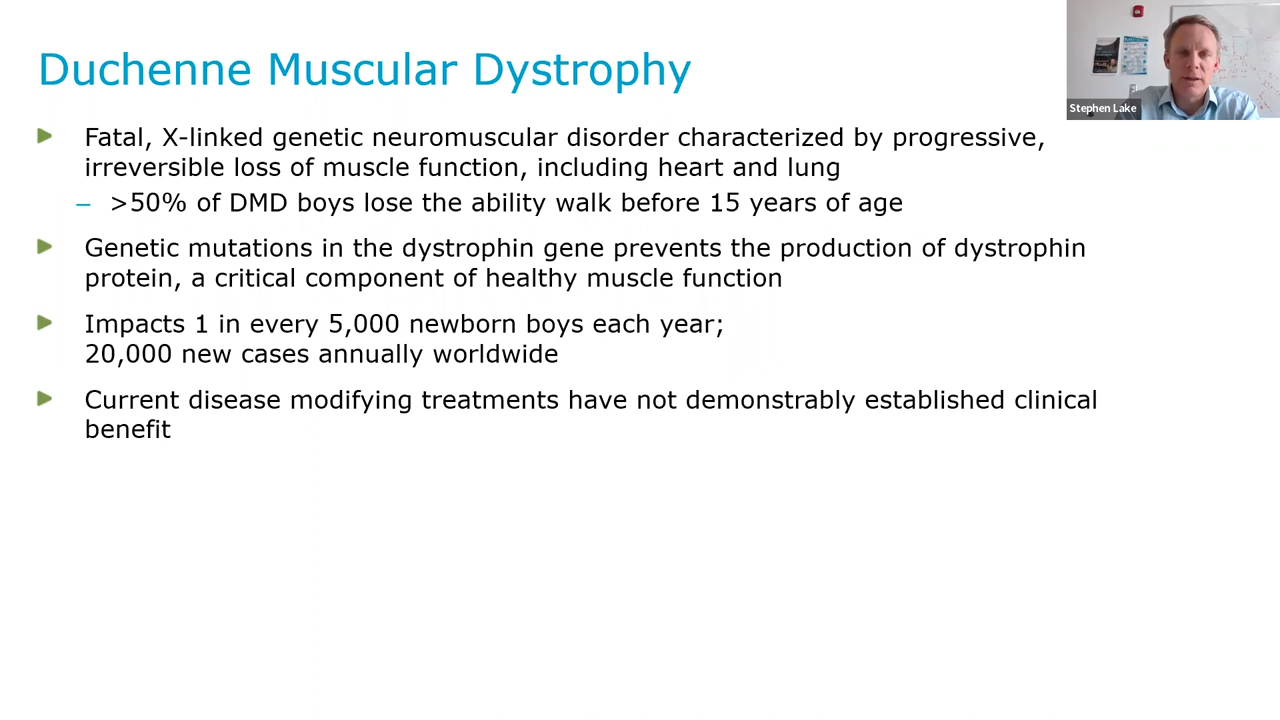 Duchenne Muscular Dystrophy
Fatal, X-linked genetic neuromuscular disorder characterized by progressive,
irreversible loss of muscle function, including heart and lung
– >50% of DMD boys lose the ability walk before 15 years of age
Genetic mutations in the dystrophin gene prevents the production of dystrophin
protein, a critical component of healthy muscle function
Impacts 1 in every 5,000 newborn boys each year;
20,000 new cases annually worldwide
Current disease modifying treatments have not demonstrably established clinical
benefit
Stephen Lake